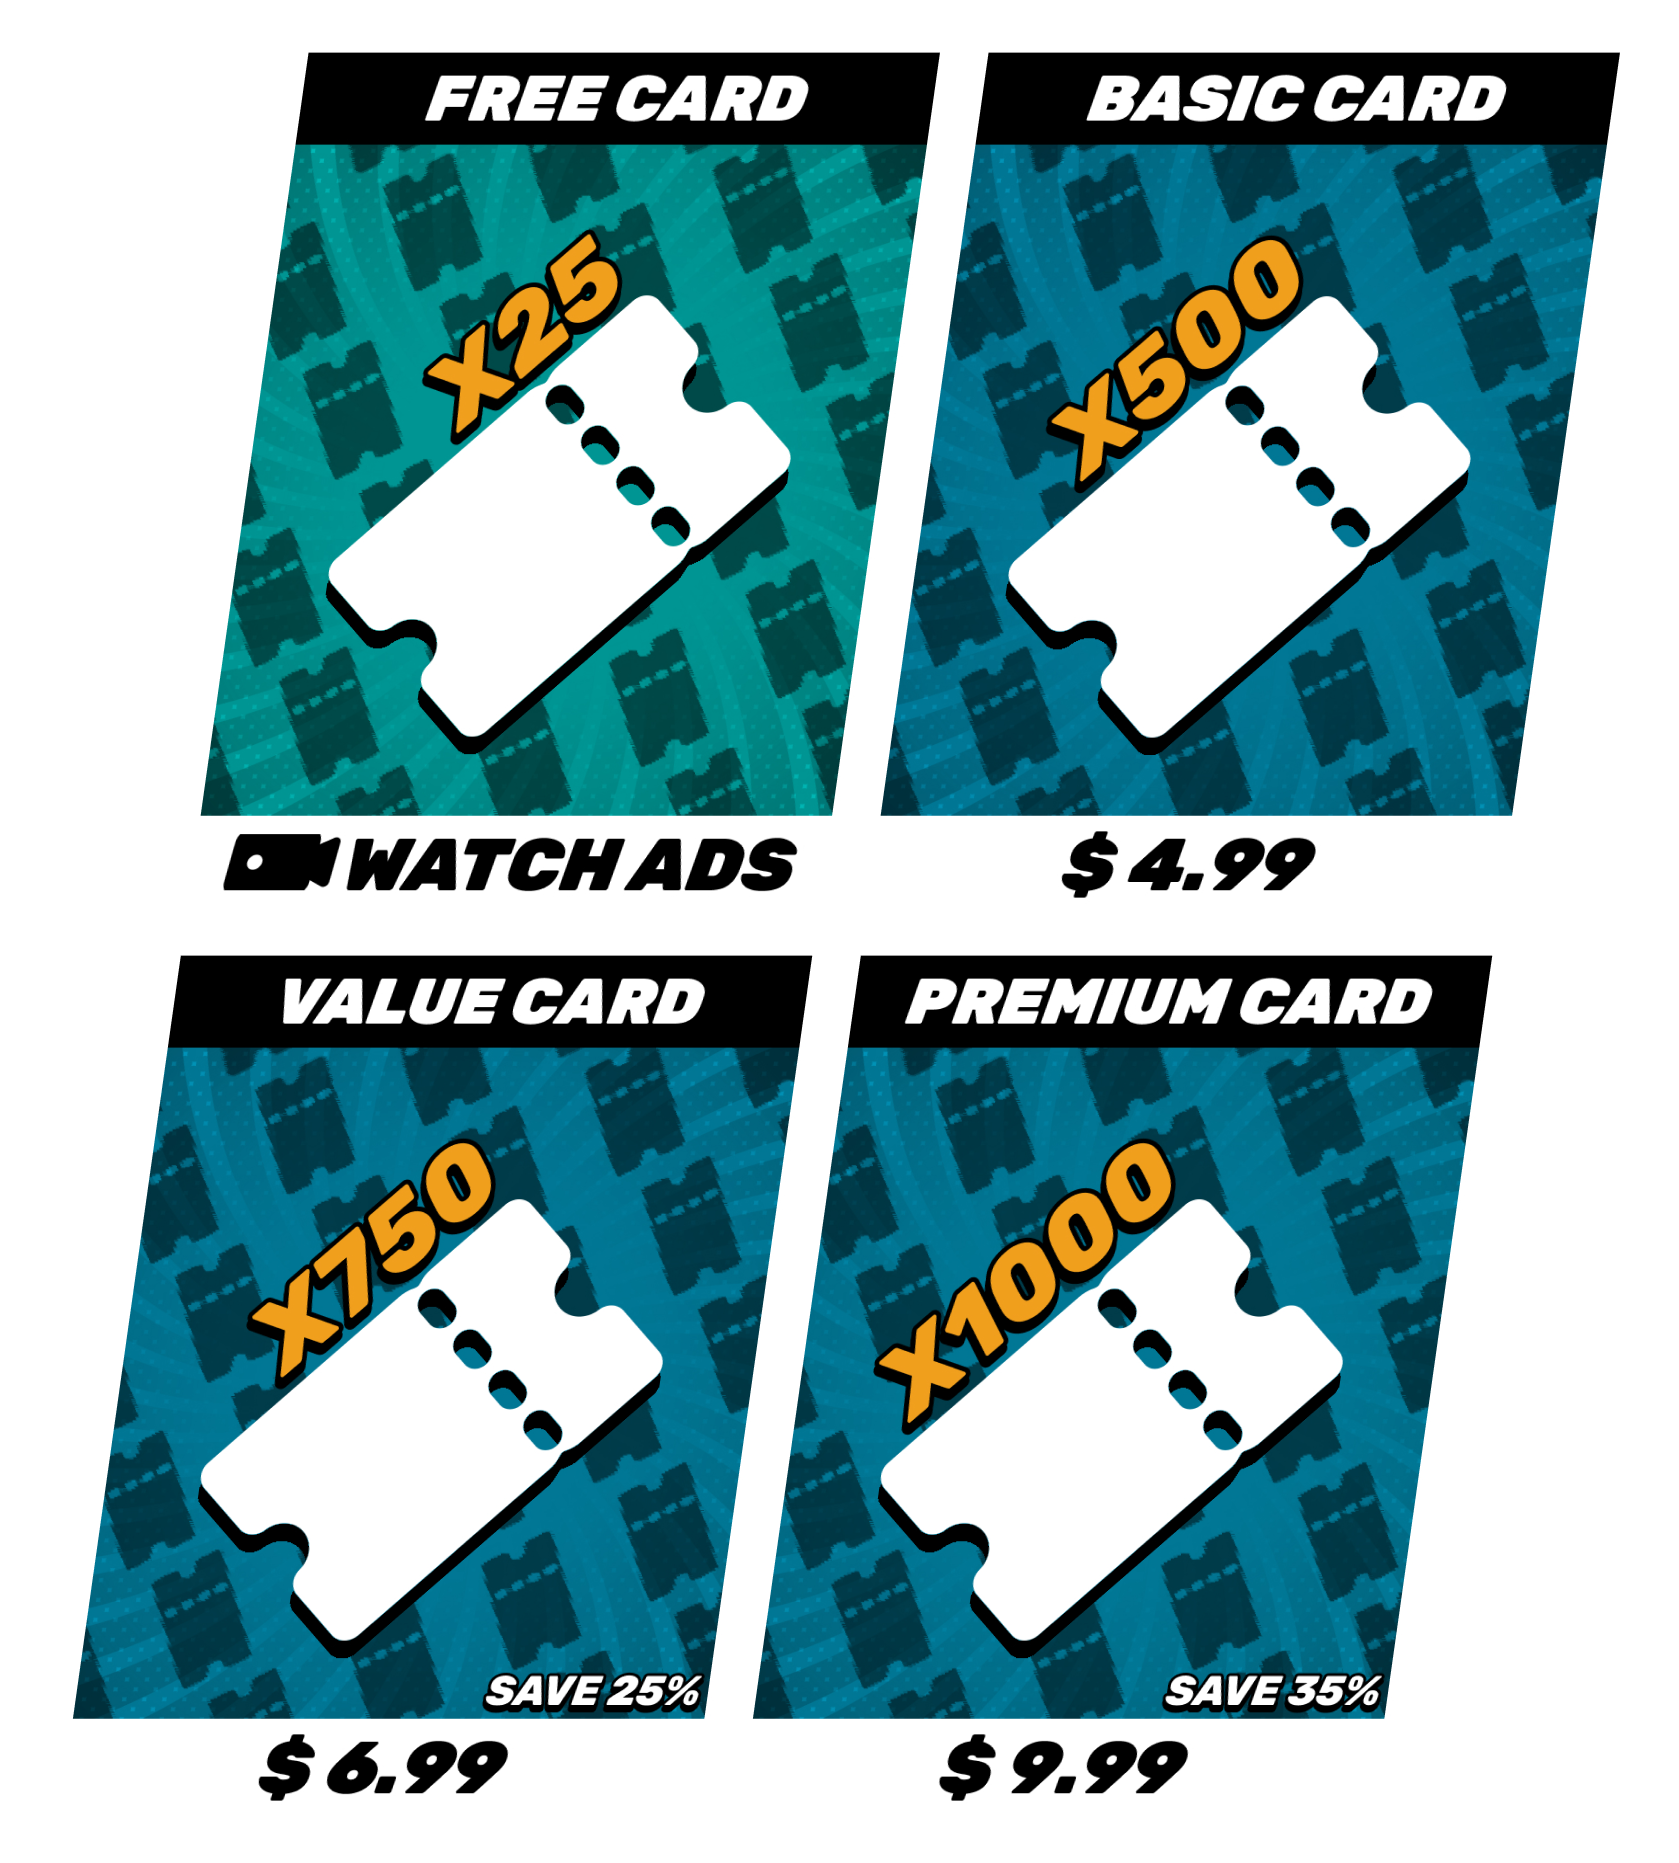 FREE CARD
X25
WATCH ADS
BASIC CARD
X500
$ 4.99
VALUE CARD
X750
SAVE 25%
$ 6.99
PREMIUM CARD
X1000
SAVE 35%
$ 9.99